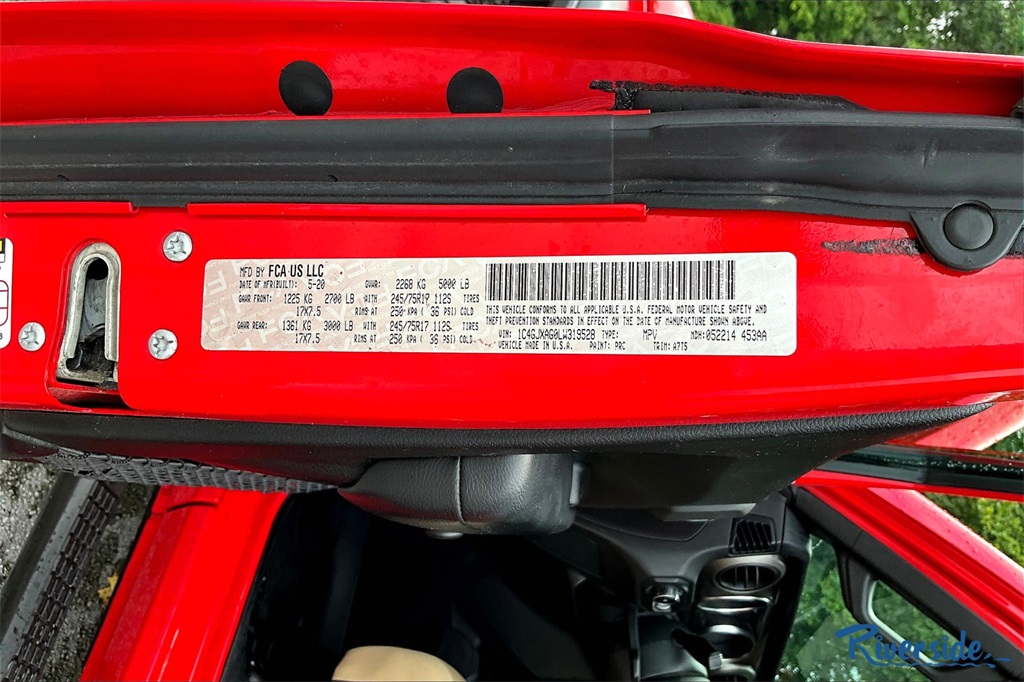 MFD BY FCA US LLC
DATE OF MFR(BUILT): 5-20 GVWR: 2268 KG 5000 LB
GAWR FRONT: 1225 KG 2700 LB WITH 245/75R17 112S TIRES
17X7.5 RIMS AT 250 KPA ( 36 PSI) COLD
GAWR REAR: 1361 KG 3000 LB WITH 245/75R17 112S TIRES
17X7.5 RIMS AT 250 KPA ( 36 PSI) COLD
THIS VEHICLE CONFORMS TO ALL APPLICABLE U.S.A. FEDERAL MOTOR VEHICLE SAFETY AND
THEFT PREVENTION STANDARDS IN EFFECT ON THE DATE OF MANUFACTURE SHOWN ABOVE.
VIN: 1C4GJXAG0LW319528 TYPE: MPV MDH: 052214 453AA
VEHICLE MADE IN U.S.A. PAINT: PRC TRIM: A7T5
Riverside